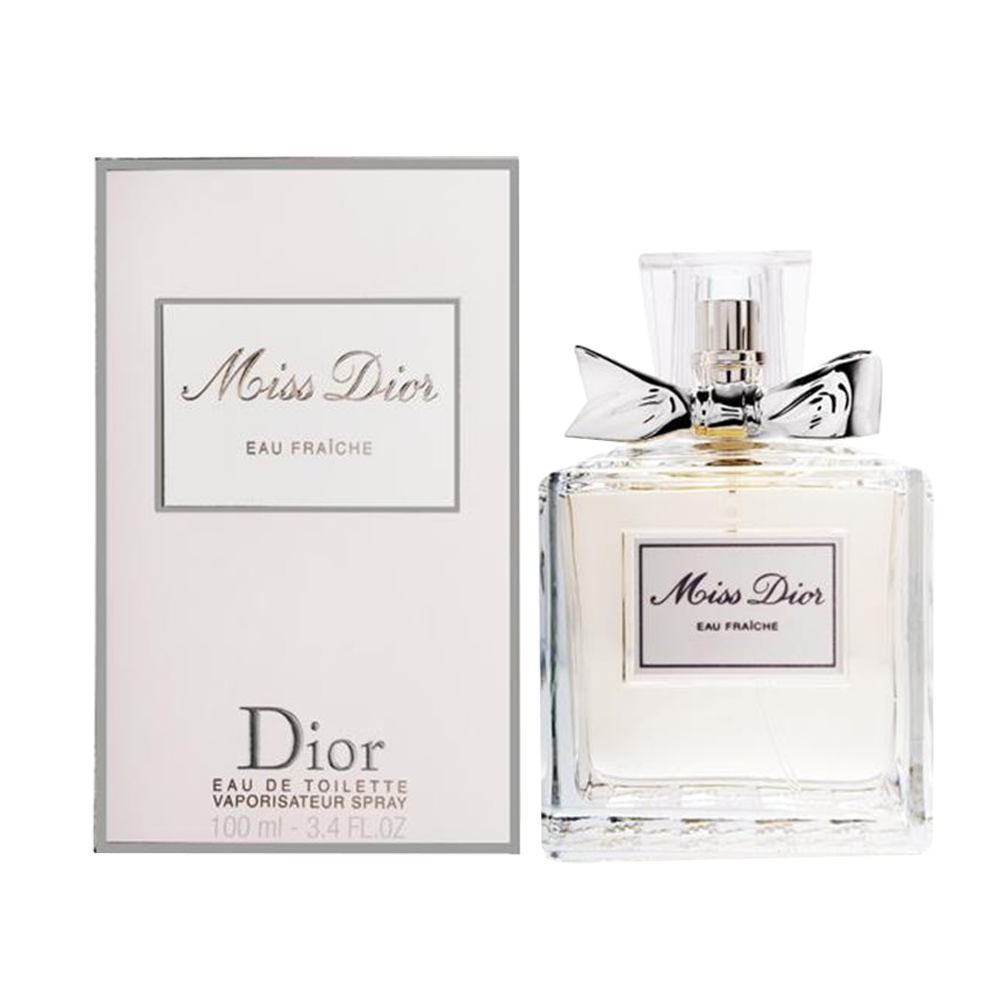 Miss Dior
EAU FRAÎCHE
Dior
EAU DE TOILETTE
VAPORISATEUR SPRAY
100 ml - 3.4 FL.OZ
Miss Dior
EAU FRAÎCHE